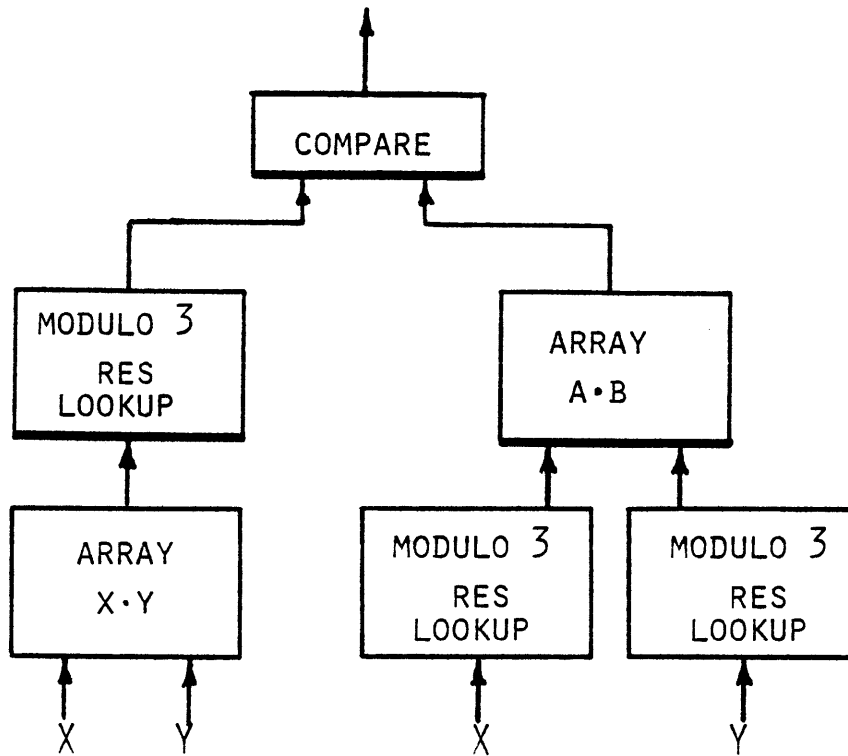 COMPARE
MODULO 3
RES
LOOKUP
ARRAY
A•B
ARRAY
X•Y
MODULO 3
RES
LOOKUP
MODULO 3
RES
LOOKUP
X
Y
X
Y